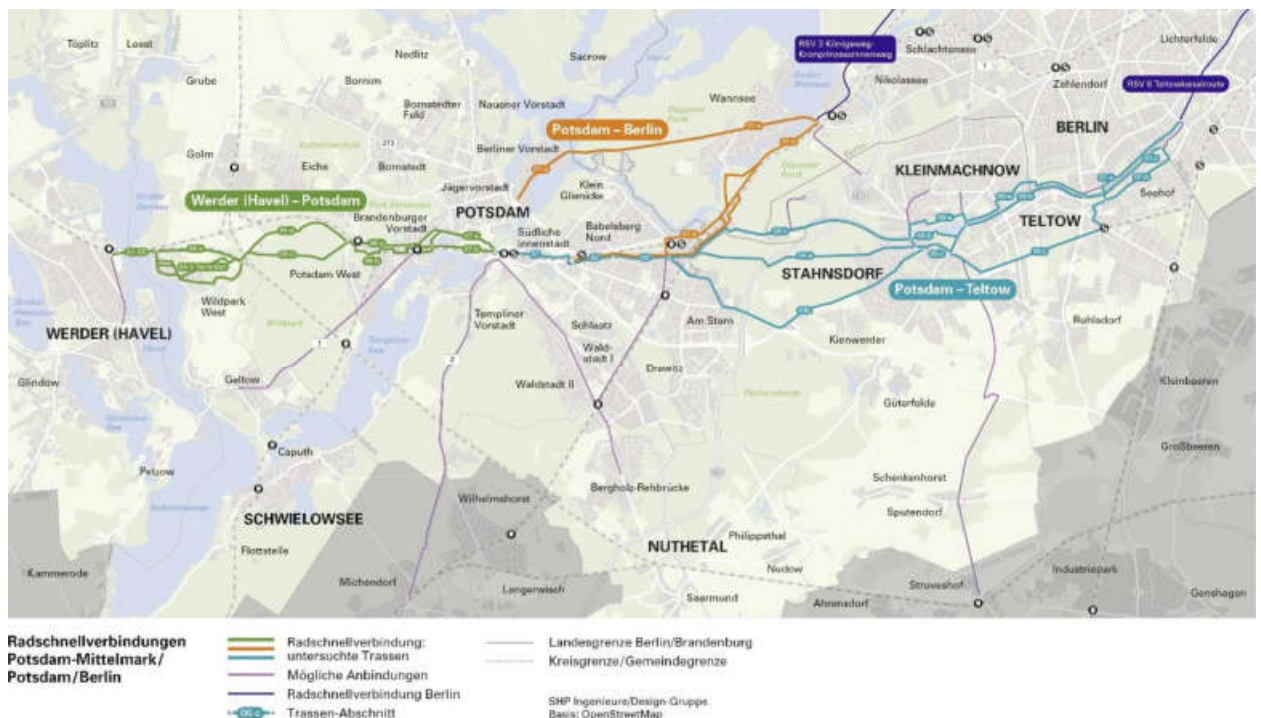 Töplitz
Leest
Grube
Golm
Nedlitz
Bornim
Bornstedter
Feld
Eiche
Bornstedt
273
Sacrow
Nauener Vorstadt
Berliner Vorstadt
Jägervorstadt
Wannsee
RSV 3 Königsweg-
Kronprinzessinnenweg
Schlachtensee
Nikolassee
Zehlendorf
Lichterfelde
RSV 6 Teltowkanalroute
BERLIN
Potsdam – Berlin
Werder (Havel) – Potsdam
Brandenburger
Vorstadt
POTSDAM
Klein
Glienicke
Südliche
Innenstadt
Babelsberg
Nord
KLEINMACHNOW
TELTOW
Seehof
STAHNSDORF
Potsdam – Teltow
Potsdam West
Wildpark
West
WERDER (HAVEL)
Glindow
Geltow
1
2
Templiner
Vorstadt
Schlaatz
Wald-
stadt I
Waldstadt II
Drewitz
Am Stern
Kienwerder
Ruhlsdorf
Güterfelde
Kleinbeeren
Großbeeren
Petzow
Caputh
SCHWIELOWSEE
Flottstelle
Kammerode
Wilhelmshorst
Michendorf
Langerwisch
Bergholz-Rehbrücke
NUTHETAL
Philippsthal
Nudow
Saarmund
Schenkenhorst
Sputendorf
Ahrensdorf
Struveshof
Industriepark
Genshagen
Radschnellverbindungen
Potsdam-Mittelmark/
Potsdam/Berlin
Radschnellverbindung:
untersuchte Trassen
Mögliche Anbindungen
Radschnellverbindung Berlin
Trassen-Abschnitt
Landesgrenze Berlin/Brandenburg
Kreisgrenze/Gemeindegrenze
SHP Ingenieure/Design-Gruppe
Basis: OpenStreetMap